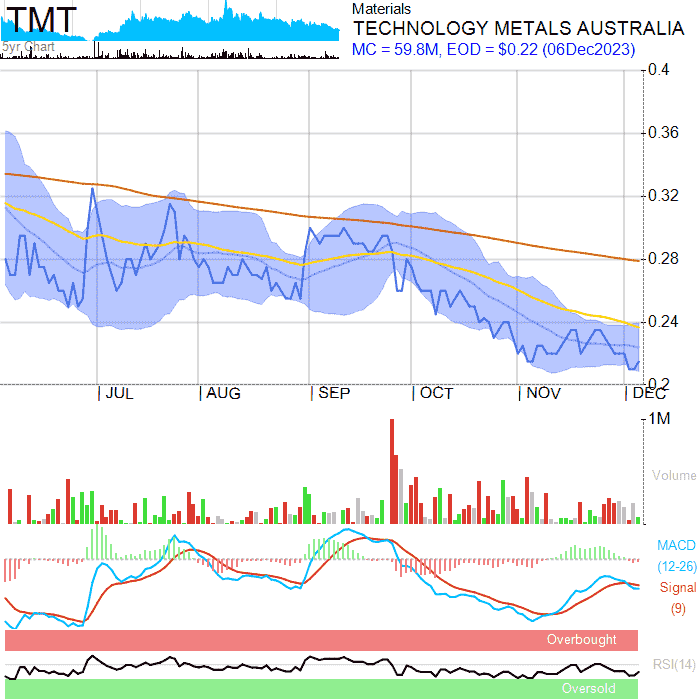 TMT
5yr Chart
Materials
TECHNOLOGY METALS AUSTRALIA
MC = 59.8M, EOD = $0.22 (06Dec2023)
0.4
0.36
0.32
0.28
0.24
0.2
JUL
AUG
SEP
OCT
NOV
DEC
1M
Volume
MACD
(12-26)
Signal
(9)
Overbought
RSI(14)
Oversold